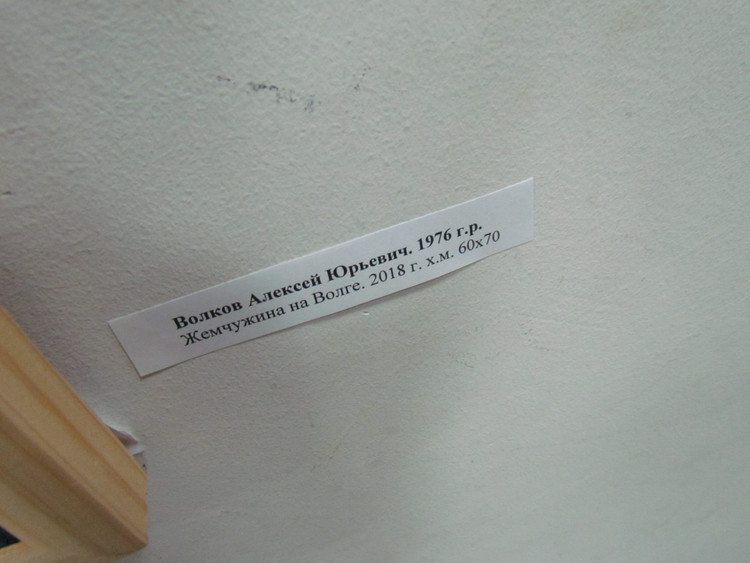 Волков Алексей Юрьевич. 1976 г.р.
Жемчужина на Волге. 2018 г. х.м. 60х70